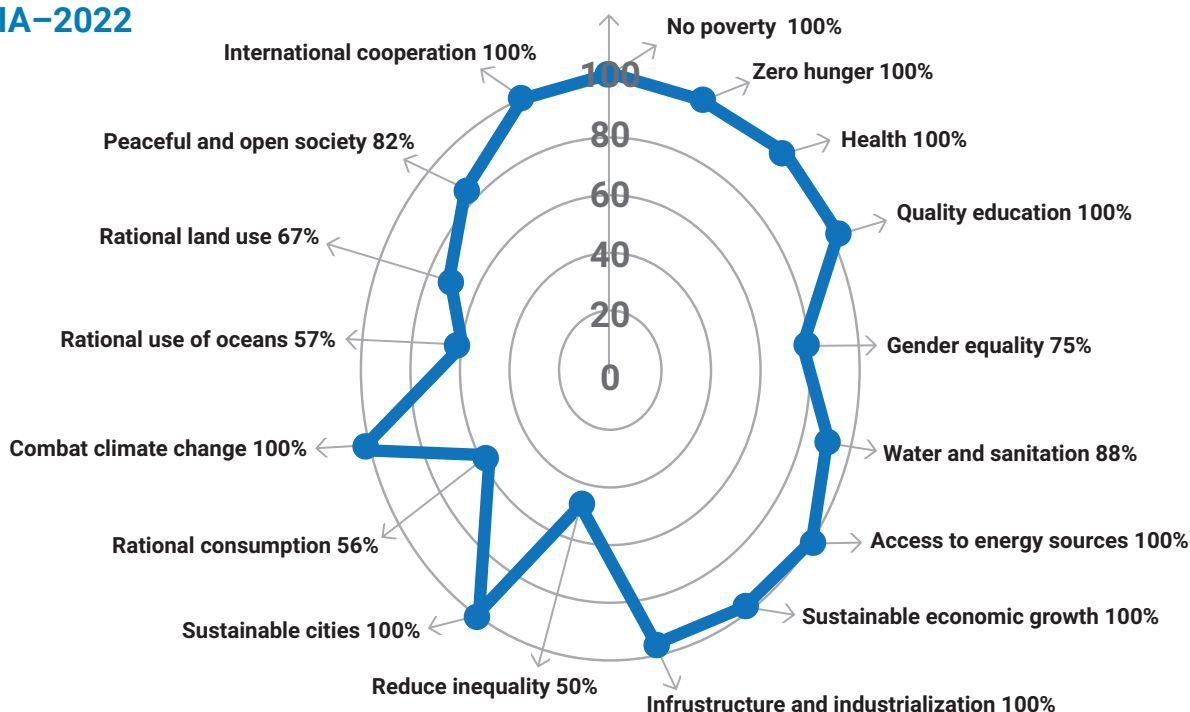 IA–2022
No poverty 100%
Zero hunger 100%
Health 100%
Quality education 100%
Gender equality 75%
Water and sanitation 88%
Access to energy sources 100%
Sustainable economic growth 100%
Infrustructure and industrialization 100%
Reduce inequality 50%
Sustainable cities 100%
Rational consumption 56%
Combat climate change 100%
Rational use of oceans 57%
Rational land use 67%
Peaceful and open society 82%
International cooperation 100%
100
80
60
40
20
0